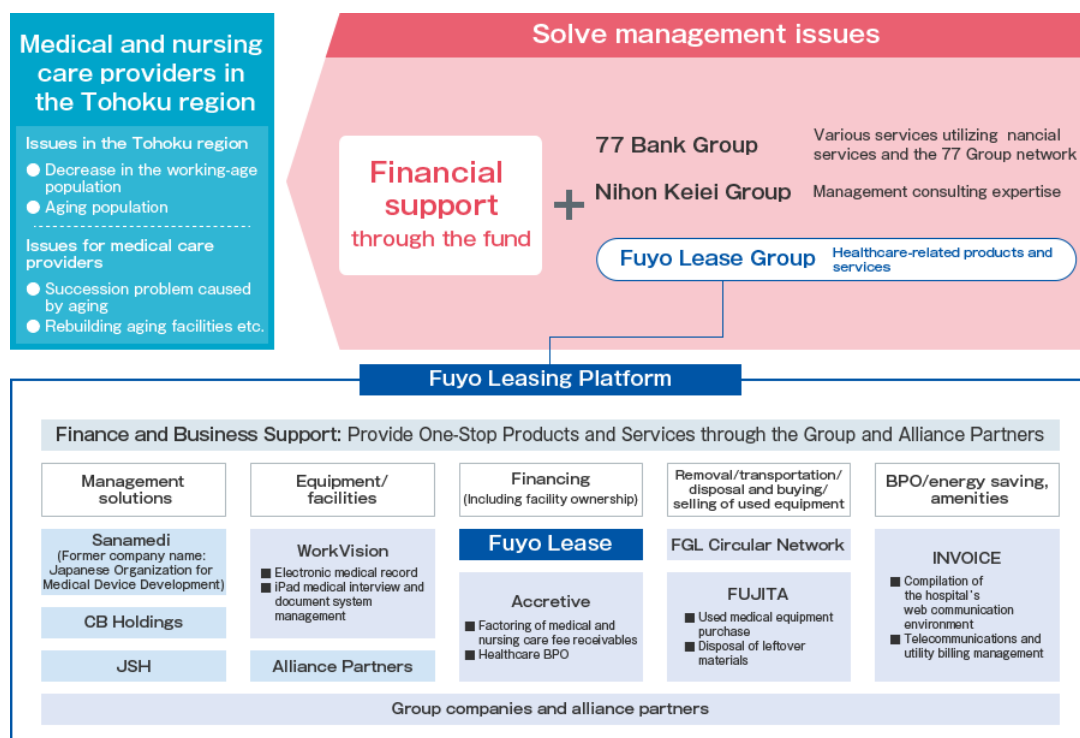 Medical and nursing
care providers in
the Tohoku region
Issues in the Tohoku region
● Decrease in the working-age
population
● Aging population
Issues for medical care
providers
● Succession problem caused
by aging
● Rebuilding aging facilities etc.
Solve management issues
Financial
support
through the fund
+
77 Bank Group
Various services utilizing nancial
services and the 77 Group network
Nihon Keiei Group
Management consulting expertise
Fuyo Lease Group
Healthcare-related products and
services
Fuyo Leasing Platform
Finance and Business Support: Provide One-Stop Products and Services through the Group and Alliance Partners
Management
solutions
Sanamedi
(Former company name:
Japanese Organization for
Medical Device Development)
CB Holdings
JSH
Equipment/
facilities
WorkVision
■ Electronic medical record
■ iPad medical interview and
document system
management
Alliance Partners
Financing
(Including facility ownership)
Fuyo Lease
Accretive
■ Factoring of medical and
nursing care fee receivables
■ Healthcare BPO
Removal/transportation/
disposal and buying/
selling of used equipment
FGL Circular Network
FUJITA
■ Used medical equipment
purchase
■ Disposal of leftover
materials
BPO/energy saving,
amenities
INVOICE
■ Compilation of
the hospital's
web communication
environment
■ Telecommunications and
utility billing management
Group companies and alliance partners